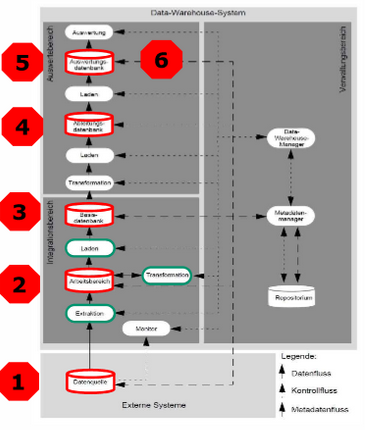 Data-Warehouse-System
Auswertebereich
Verwaltungsbereich
Auswertung
5
Auswertungs-
datenbank
6
Laden
4
Ableitungs-
datenbank
Data-
Warehouse-
Manager
Laden
Transformation
Integrationsbereich
3
Basis-
datenbank
Metadaten-
manager
Laden
2
Arbeitsbereich
Transformation
Repositorium
Extraktion
Monitor
Legende:
1
Datenquelle
Datenfluss
Kontrollfluss
Externe Systeme
Metadatenfluss